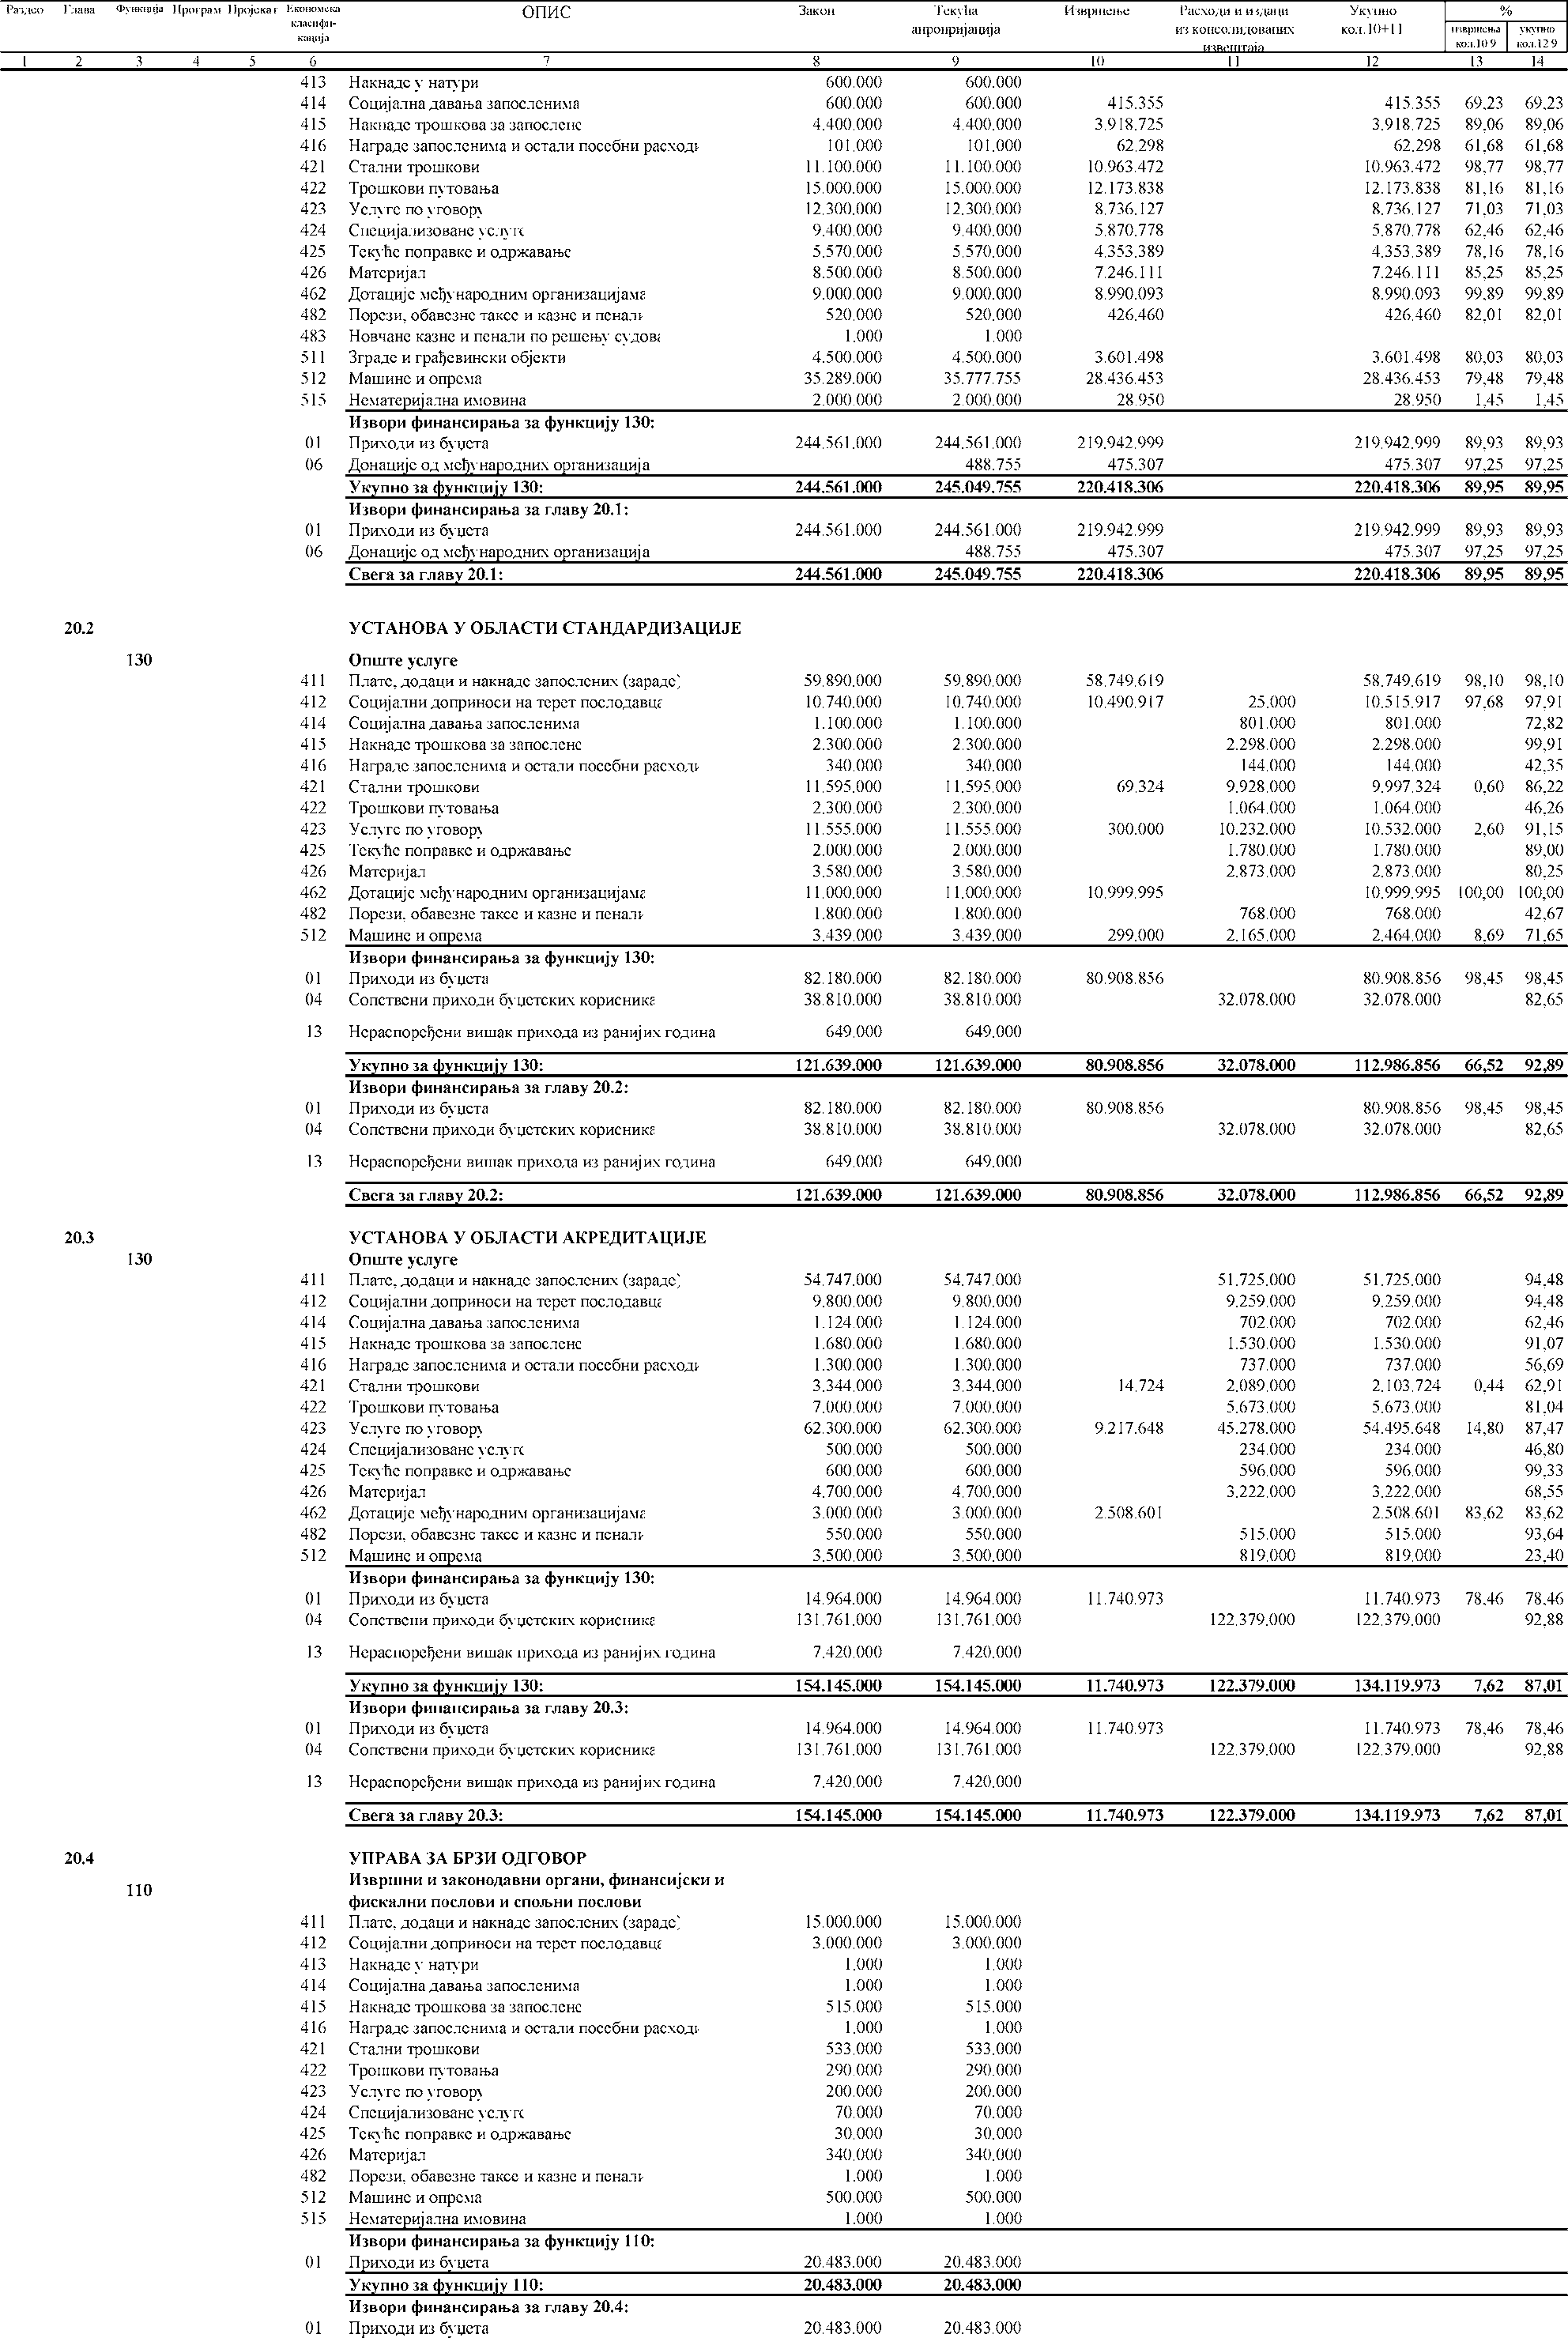 Раздео Глава Функција Програм Пројекат Економска класифи-кација ОПИС Закон Текућа апропријација Извршење Расходи и издаци из консолидованих извештаја Укупно кол.10+11 % извршења кол.10 9 укупно кол.12 9
1 2 3 4 5 6 7 8 9 10 11 12 13 14
413 Накнаде у натури 600.000 600.000
414 Социјална давања запосленима 600.000 600.000 415.355 415.355 69,23 69,23
415 Накнаде трошкова за запослене 4.400.000 4.400.000 3.918.725 3.918.725 89,06 89,06
416 Награде запосленима и остали посебни расходи 101.000 101.000 62.298 62.298 61,68 61,68
421 Стални трошкови 11.100.000 11.100.000 10.963.472 10.963.472 98,77 98,77
422 Трошкови путовања 15.000.000 15.000.000 12.173.838 12.173.838 81,16 81,16
423 Услуге по уговору 12.300.000 12.300.000 8.736.127 8.736.127 71,03 71,03
424 Специјализоване услуге 9.400.000 9.400.000 5.870.778 5.870.778 62,46 62,46
425 Текуће поправке и одржавање 5.570.000 5.570.000 4.353.389 4.353.389 78,16 78,16
426 Материјал 8.500.000 8.500.000 7.246.111 7.246.111 85,25 85,25
462 Дотације међународним организацијама 9.000.000 9.000.000 8.990.093 8.990.093 99,89 99,89
482 Порези, обавезне таксе и казне и пенали 520.000 520.000 426.460 426.460 82,01 82,01
483 Новчане казне и пенали по решењу судова 1.000 1.000
511 Зграде и грађевински објекти 4.500.000 4.500.000 3.601.498 3.601.498 80,03 80,03
512 Машине и опрема 35.289.000 35.777.755 28.436.453 28.436.453 79,48 79,48
515 Нематеријална имовина 2.000.000 2.000.000 28.950 28.950 1,45 1,45
Извори финансирања за функцију 130:
01 Приходи из буџета 244.561.000 244.561.000 219.942.999 219.942.999 89,93 89,93
06 Донације од међународних организација 488.755 475.307 475.307 97,25 97,25
Укупно за функцију 130: 244.561.000 245.049.755 220.418.306 220.418.306 89,95 89,95
Извори финансирања за главу 20.1:
01 Приходи из буџета 244.561.000 244.561.000 219.942.999 219.942.999 89,93 89,93
06 Донације од међународних организација 488.755 475.307 475.307 97,25 97,25
Свега за главу 20.1: 244.561.000 245.049.755 220.418.306 220.418.306 89,95 89,95
20.2 УСТАНОВА У ОБЛАСТИ СТАНДАРДИЗАЦИЈЕ
130 Опште услуге
411 Плате, додаци и накнаде запослених (зараде) 59.890.000 59.890.000 58.749.619 58.749.619 98,10 98,10
412 Социјални доприноси на терет послодавца 10.740.000 10.740.000 10.490.917 25.000 10.515.917 97,68 97,91
414 Социјална давања запосленима 1.100.000 1.100.000 801.000 801.000 72,82
415 Накнаде трошкова за запослене 2.300.000 2.300.000 2.298.000 2.298.000 99,91
416 Награде запосленима и остали посебни расходи 340.000 340.000 144.000 144.000 42,35
421 Стални трошкови 11.595.000 11.595.000 69.324 9.928.000 9.997.324 0,60 86,22
422 Трошкови путовања 2.300.000 2.300.000 1.064.000 1.064.000 46,26
423 Услуге по уговору 11.555.000 11.555.000 300.000 10.232.000 10.532.000 2,60 91,15
425 Текуће поправке и одржавање 2.000.000 2.000.000 1.780.000 1.780.000 89,00
426 Материјал 3.580.000 3.580.000 2.873.000 2.873.000 80,25
462 Дотације међународним организацијама 11.000.000 11.000.000 10.999.995 10.999.995 100,00 100,00
482 Порези, обавезне таксе и казне и пенали 1.800.000 1.800.000 768.000 768.000 42,67
512 Машине и опрема 3.439.000 3.439.000 299.000 2.165.000 2.464.000 8,69 71,65
Извори финансирања за функцију 130:
01 Приходи из буџета 82.180.000 82.180.000 80.908.856 80.908.856 98,45 98,45
04 Сопствени приходи буџетских корисника 38.810.000 38.810.000 32.078.000 32.078.000 82,65
13 Нераспоређени вишак прихода из ранијих година 649.000 649.000
Укупно за функцију 130: 121.639.000 121.639.000 80.908.856 32.078.000 112.986.856 66,52 92,89
Извори финансирања за главу 20.2:
01 Приходи из буџета 82.180.000 82.180.000 80.908.856 80.908.856 98,45 98,45
04 Сопствени приходи буџетских корисника 38.810.000 38.810.000 32.078.000 32.078.000 82,65
13 Нераспоређени вишак прихода из ранијих година 649.000 649.000
Свега за главу 20.2: 121.639.000 121.639.000 80.908.856 32.078.000 112.986.856 66,52 92,89
20.3 УСТАНОВА У ОБЛАСТИ АКРЕДИТАЦИЈЕ
130 Опште услуге
411 Плате, додаци и накнаде запослених (зараде) 54.747.000 54.747.000 51.725.000 51.725.000 94,48
412 Социјални доприноси на терет послодавца 9.800.000 9.800.000 9.259.000 9.259.000 94,48
414 Социјална давања запосленима 1.124.000 1.124.000 702.000 702.000 62,46
415 Накнаде трошкова за запослене 1.680.000 1.680.000 1.530.000 1.530.000 91,07
416 Награде запосленима и остали посебни расходи 1.300.000 1.300.000 737.000 737.000 56,69
421 Стални трошкови 3.344.000 3.344.000 14.724 2.089.000 2.103.724 0,44 62,91
422 Трошкови путовања 7.000.000 7.000.000 5.673.000 5.673.000 81,04
423 Услуге по уговору 62.300.000 62.300.000 9.217.648 45.278.000 54.495.648 14,80 87,47
424 Специјализоване услуге 500.000 500.000 234.000 234.000 46,80
425 Текуће поправке и одржавање 600.000 600.000 596.000 596.000 99,33
426 Материјал 4.700.000 4.700.000 3.222.000 3.222.000 68,55
462 Дотације међународним организацијама 3.000.000 3.000.000 2.508.601 2.508.601 83,62 83,62
482 Порези, обавезне таксе и казне и пенали 550.000 550.000 515.000 515.000 93,64
512 Машине и опрема 3.500.000 3.500.000 819.000 819.000 23,40
Извори финансирања за функцију 130:
01 Приходи из буџета 14.964.000 14.964.000 11.740.973 11.740.973 78,46 78,46
04 Сопствени приходи буџетских корисника 131.761.000 131.761.000 122.379.000 122.379.000 92,88
13 Нераспоређени вишак прихода из ранијих година 7.420.000 7.420.000
Укупно за функцију 130: 154.145.000 154.145.000 11.740.973 122.379.000 134.119.973 7,62 87,01
Извори финансирања за главу 20.3:
01 Приходи из буџета 14.964.000 14.964.000 11.740.973 11.740.973 78,46 78,46
04 Сопствени приходи буџетских корисника 131.761.000 131.761.000 122.379.000 122.379.000 92,88
13 Нераспоређени вишак прихода из ранијих година 7.420.000 7.420.000
Свега за главу 20.3: 154.145.000 154.145.000 11.740.973 122.379.000 134.119.973 7,62 87,01
20.4 УПРАВА ЗА БРЗИ ОДГОВОР
110 Извршни и законодавни органи, финансијски и
фискални послови и спољни послови
411 Плате, додаци и накнаде запослених (зараде) 15.000.000 15.000.000
412 Социјални доприноси на терет послодавца 3.000.000 3.000.000
413 Накнаде у натури 1.000 1.000
414 Социјална давања запосленима 1.000 1.000
415 Накнаде трошкова за запослене 515.000 515.000
416 Награде запосленима и остали посебни расходи 1.000 1.000
421 Стални трошкови 533.000 533.000
422 Трошкови путовања 290.000 290.000
423 Услуге по уговору 200.000 200.000
424 Специјализоване услуге 70.000 70.000
425 Текуће поправке и одржавање 30.000 30.000
426 Материјал 340.000 340.000
482 Порези, обавезне таксе и казне и пенали 1.000 1.000
512 Машине и опрема 500.000 500.000
515 Нематеријална имовина 1.000 1.000
Извори финансирања за функцију 110:
01 Приходи из буџета 20.483.000 20.483.000
Укупно за функцију 110: 20.483.000 20.483.000
Извори финансирања за главу 20.4:
01 Приходи из буџета 20.483.000 20.483.000